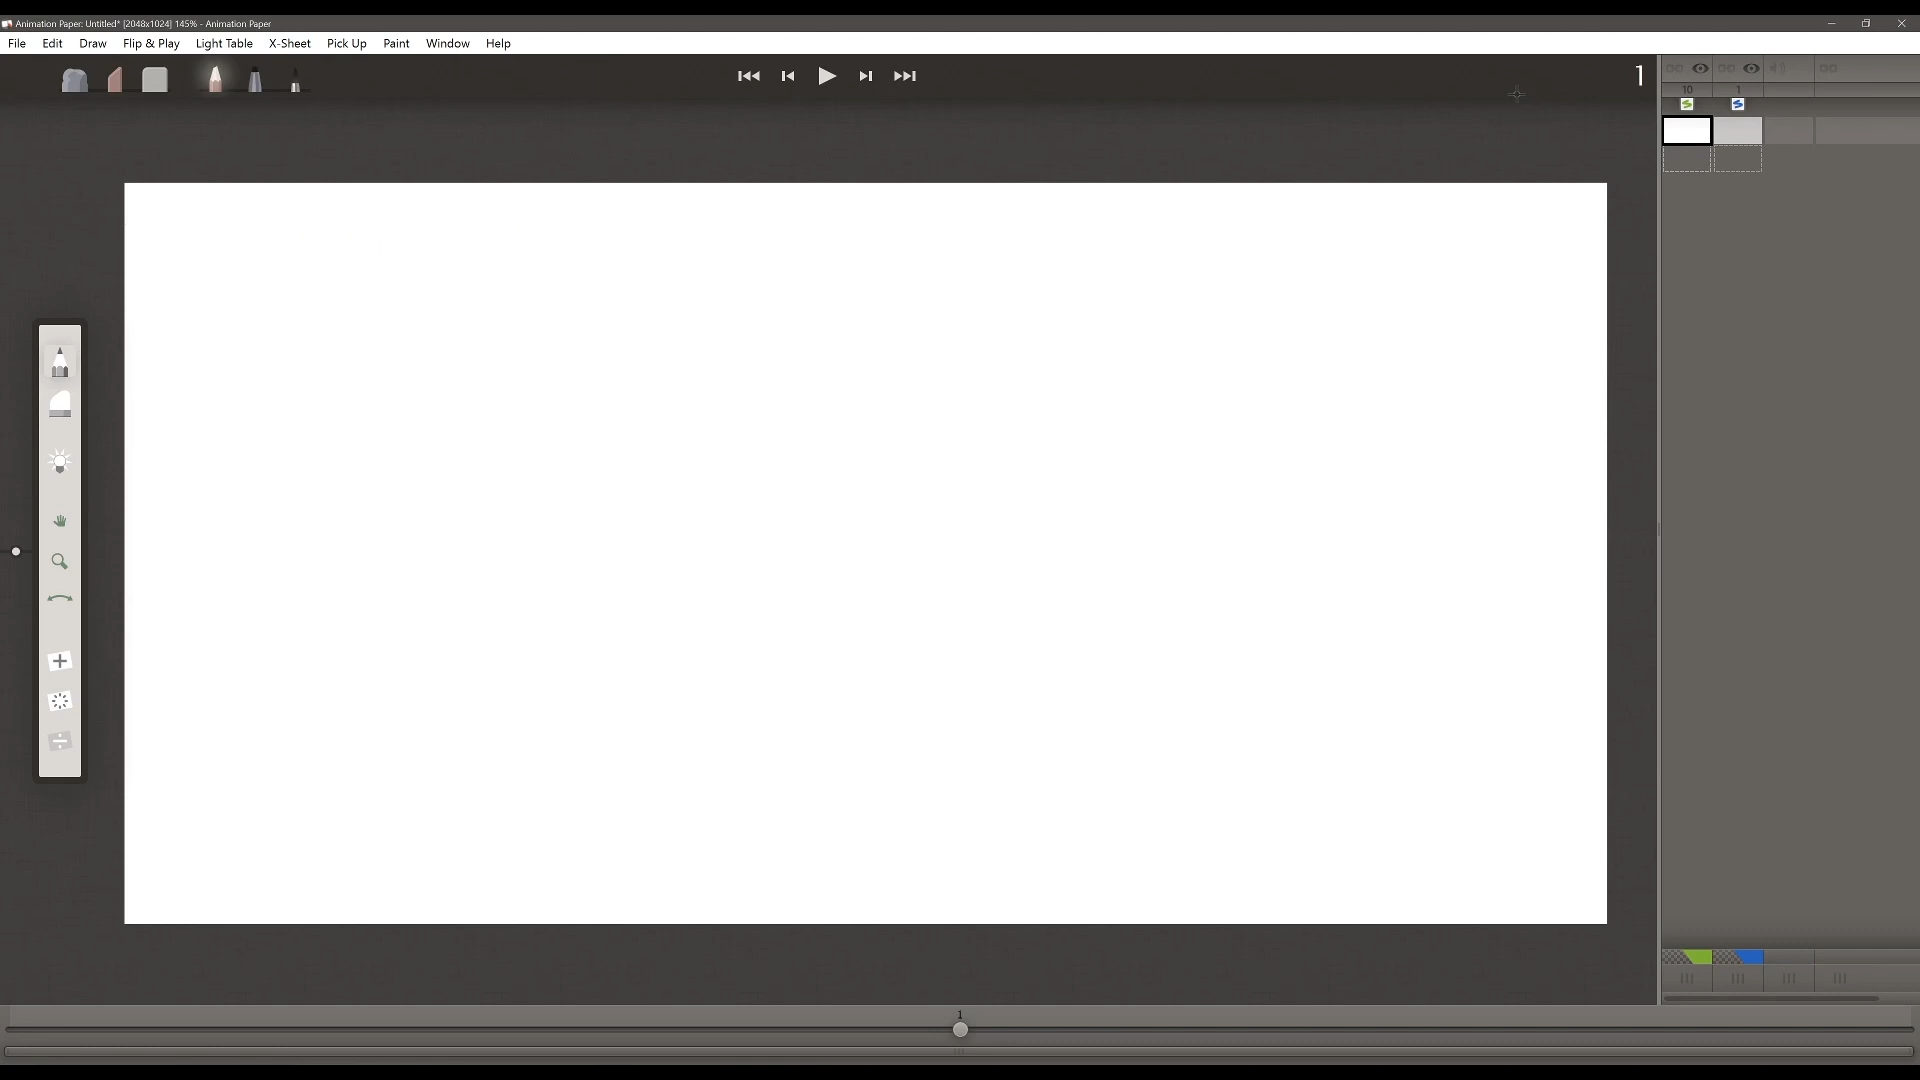 Animation Paper: Untitled* [2048x1024] 145% - Animation Paper
File Edit Draw Flip & Play Light Table X-Sheet Pick Up Paint Window Help
1
10 1
1